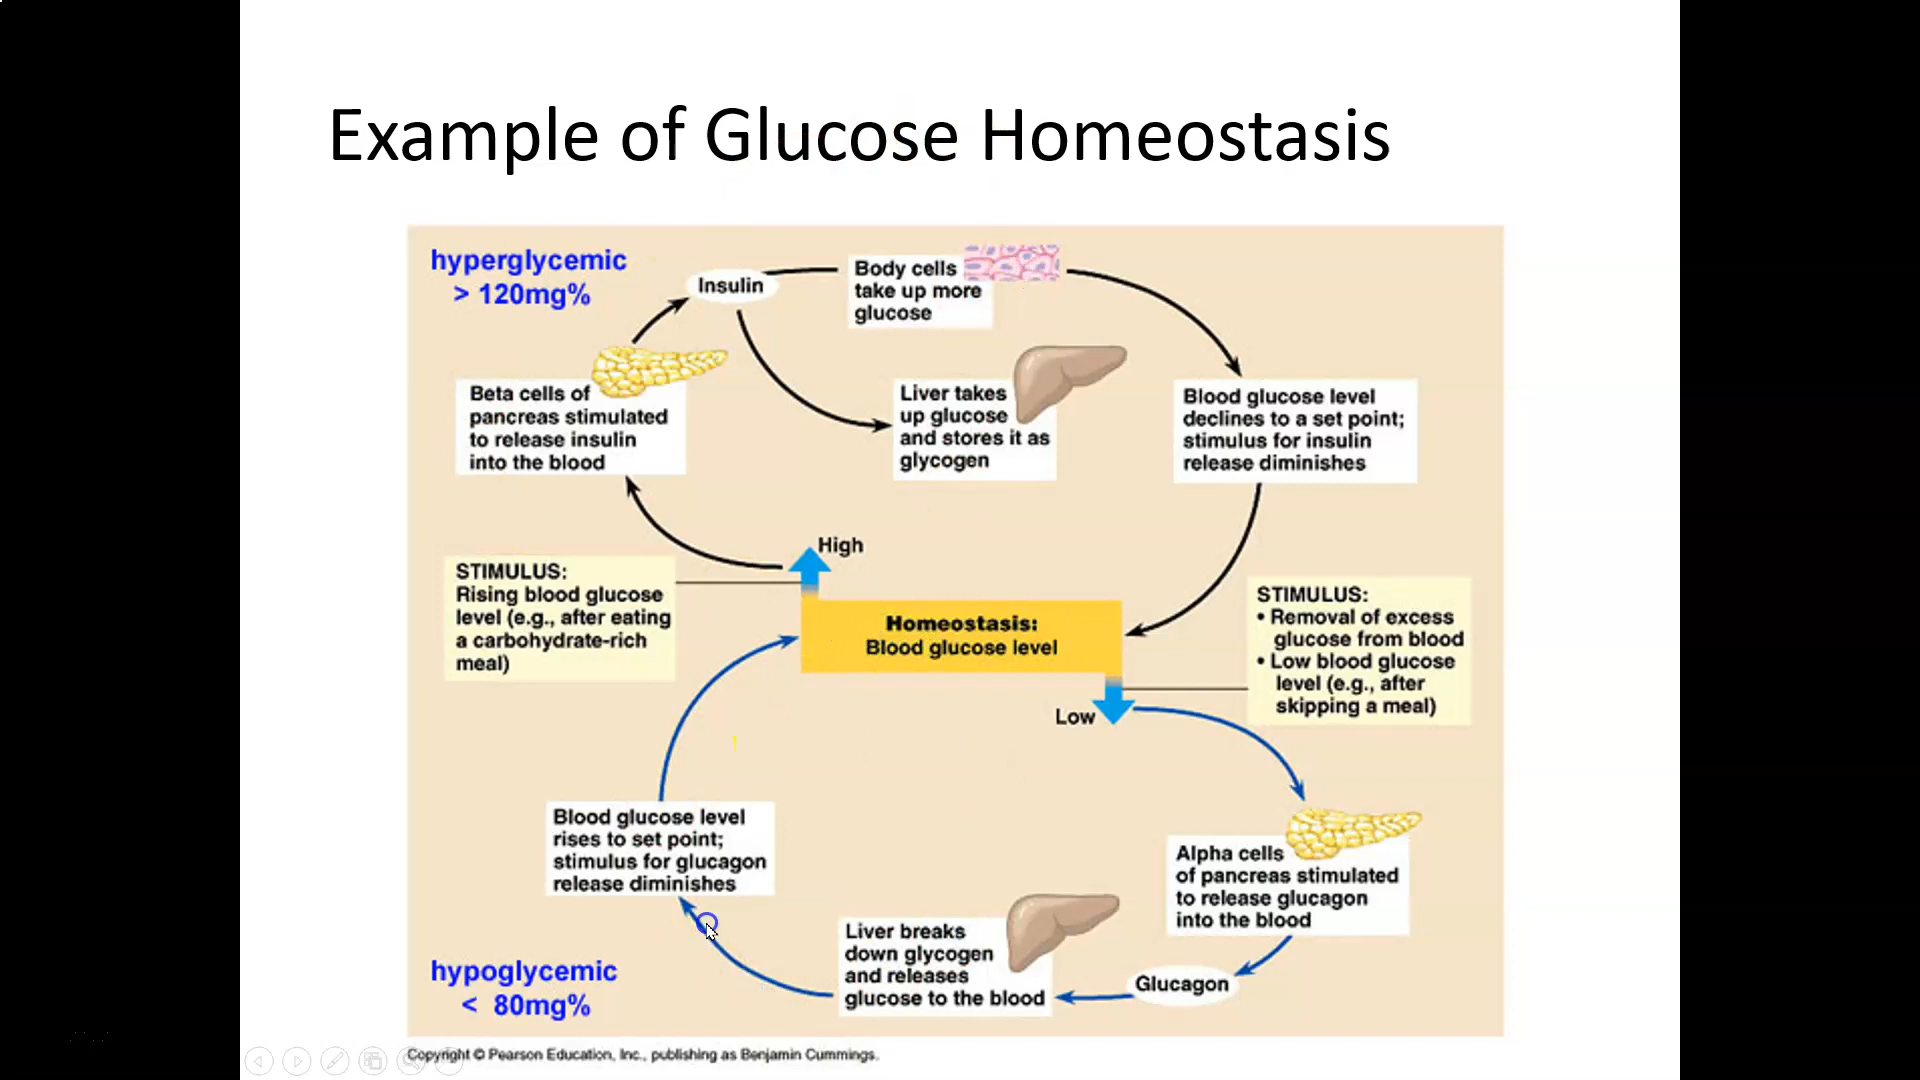 Example of Glucose Homeostasis
hyperglycemic
> 120mg%
Insulin
Body cells
take up more
glucose
Beta cells of
pancreas stimulated
to release insulin
into the blood
Liver takes
up glucose
and stores it as
glycogen
Blood glucose level
declines to a set point;
stimulus for insulin
release diminishes
High
STIMULUS:
Rising blood glucose
level (e.g., after eating
a carbohydrate-rich
meal)
Homeostasis:
Blood glucose level
STIMULUS:
• Removal of excess
glucose from blood
• Low blood glucose
level (e.g., after
skipping a meal)
Low
Blood glucose level
rises to set point;
stimulus for glucagon
release diminishes
Alpha cells
of pancreas stimulated
to release glucagon
into the blood
Liver breaks
down glycogen
and releases
glucose to the blood
Glucagon
hypoglycemic
< 80mg%
Copyright © Pearson Education, Inc., publishing as Benjamin Cummings.